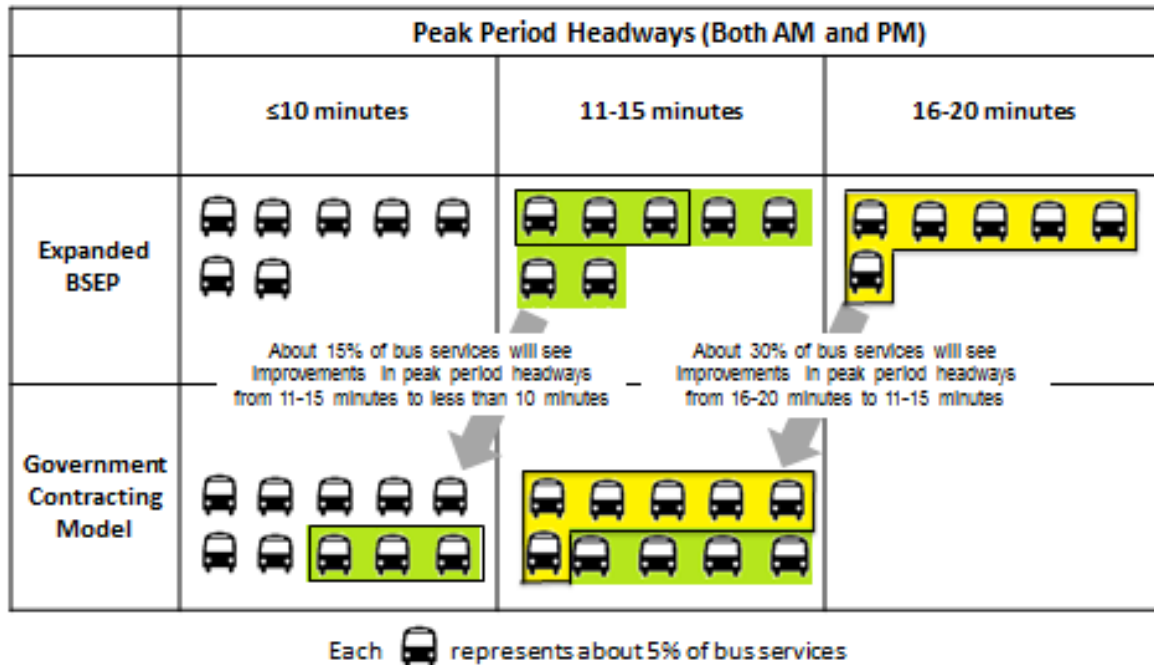 Peak Period Headways (Both AM and PM)
≤10 minutes
11-15 minutes
16-20 minutes
Expanded
BSEP
About 15% of bus services will see
improvements in peak period headways
from 11-15 minutes to less than 10 minutes
About 30% of bus services will see
improvements in peak period headways
from 16-20 minutes to 11-15 minutes
Government
Contracting
Model
Each represents about 5% of bus services